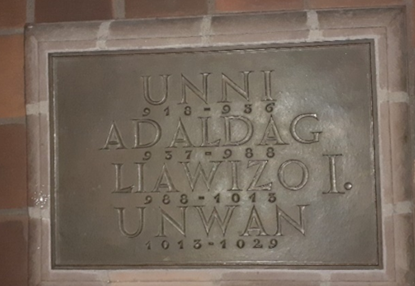 UNNI
918-936
ADALDAG
937-988
LIAWIZO I.
988-1013
UNWAN
1013-1029